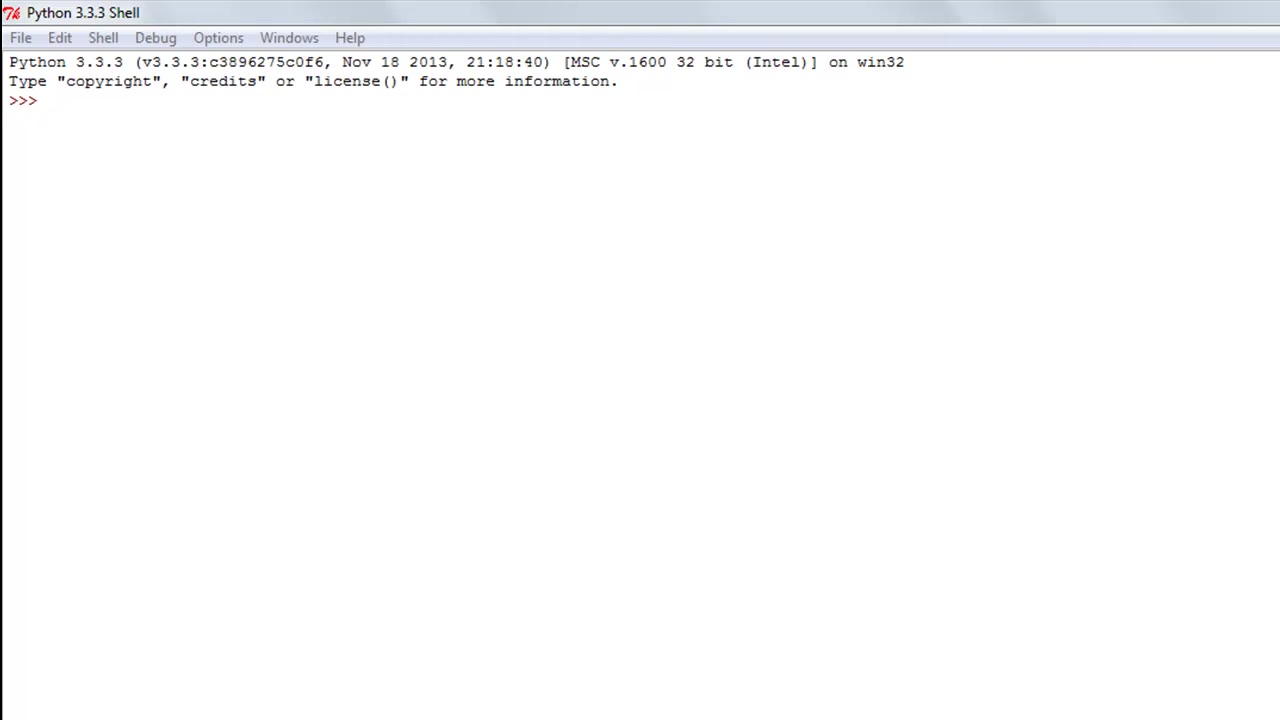 Python 3.3.3 Shell
File Edit Shell Debug Options Windows Help
Python 3.3.3 (v3.3.3:c3896275c0f6, Nov 18 2013, 21:18:40) [MSC v.1600 32 bit (Intel)] on win32
Type "copyright", "credits" or "license()" for more information.
>>>